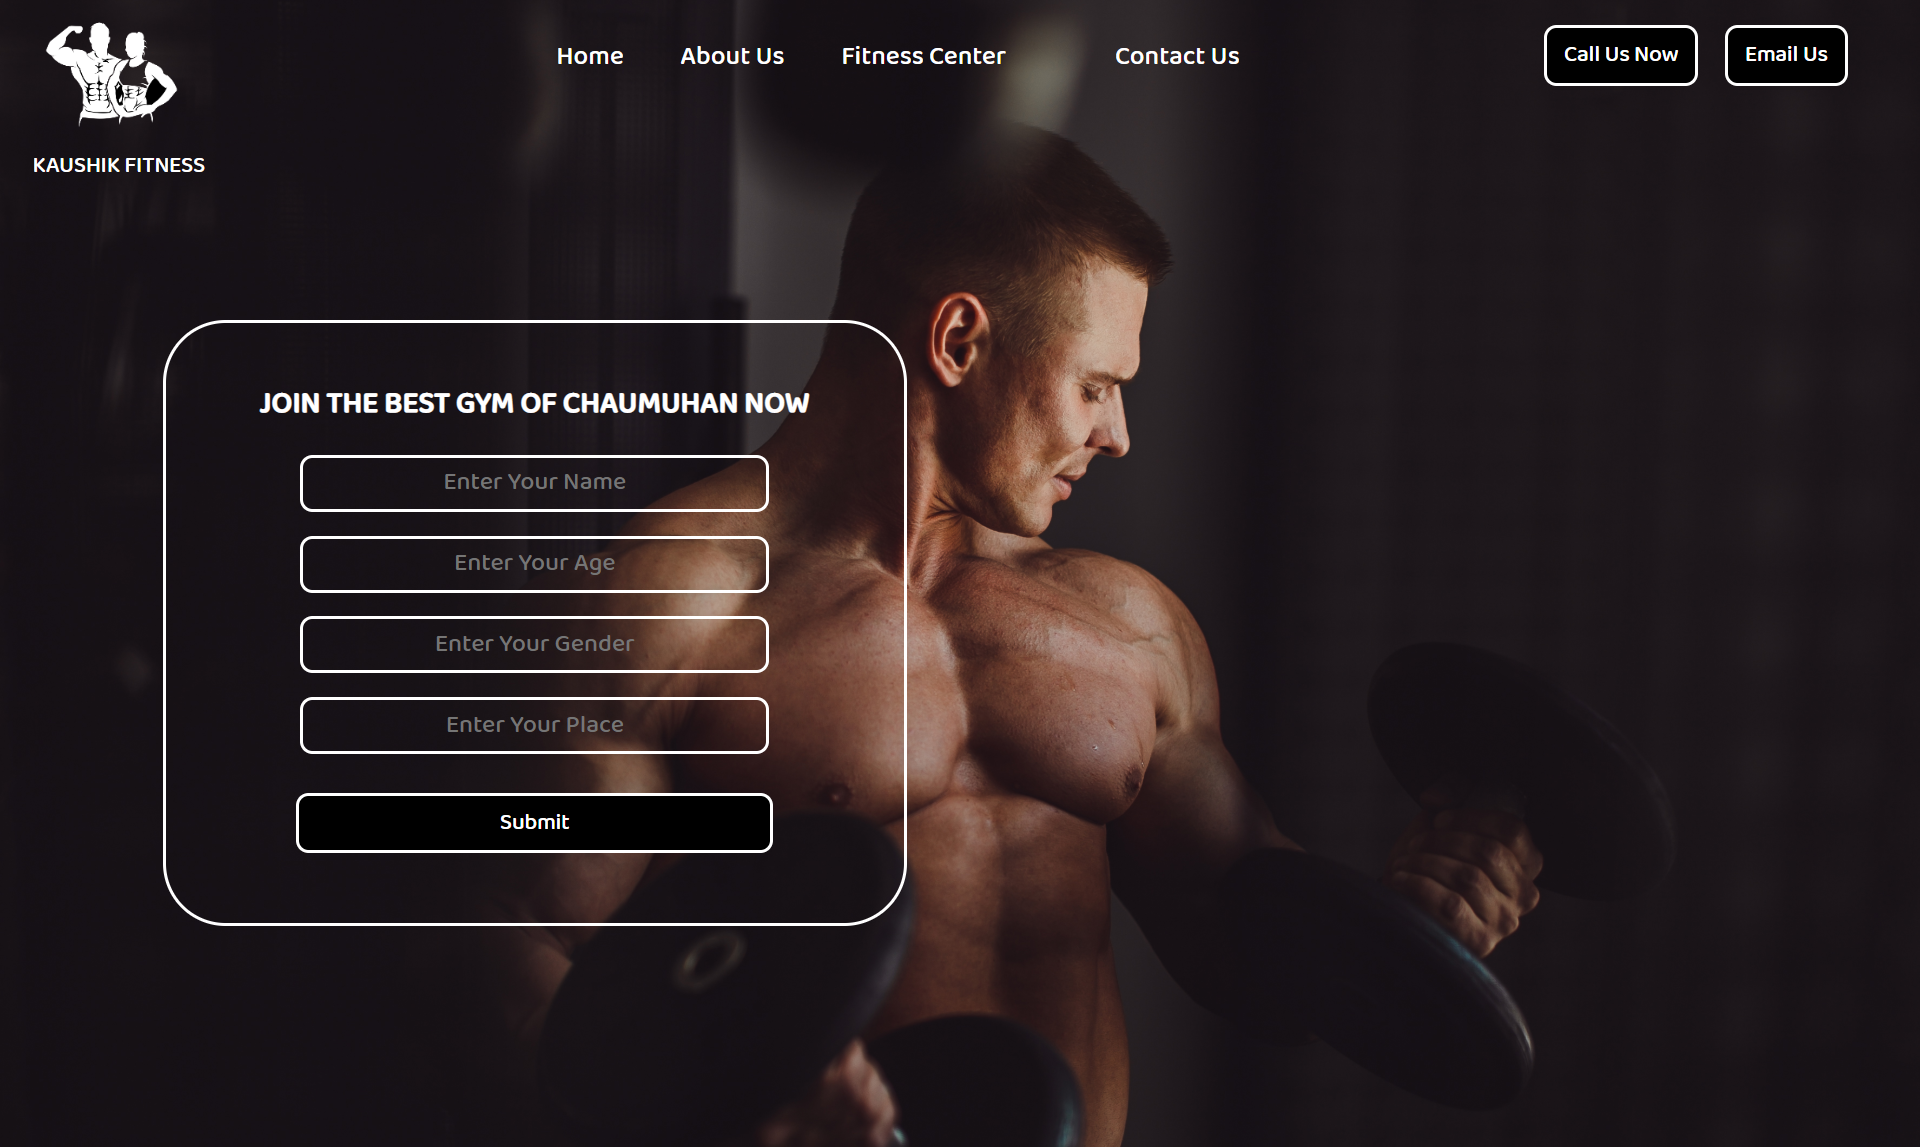 Home
About Us
Fitness Center
Contact Us
Call Us Now
Email Us
KAUSHIK FITNESS
JOIN THE BEST GYM OF CHAUMUHAN NOW
Enter Your Name
Enter Your Age
Enter Your Gender
Enter Your Place
Submit